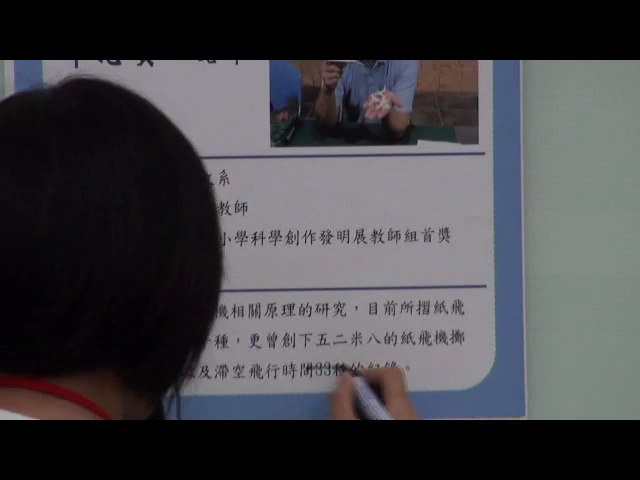 系
教師
小學科學創作發明展教師組首獎
機相關原理的研究，目前所摺紙飛
種，更曾創下五二米八的紙飛機擲
及滯空飛行時間33秒的紀錄。